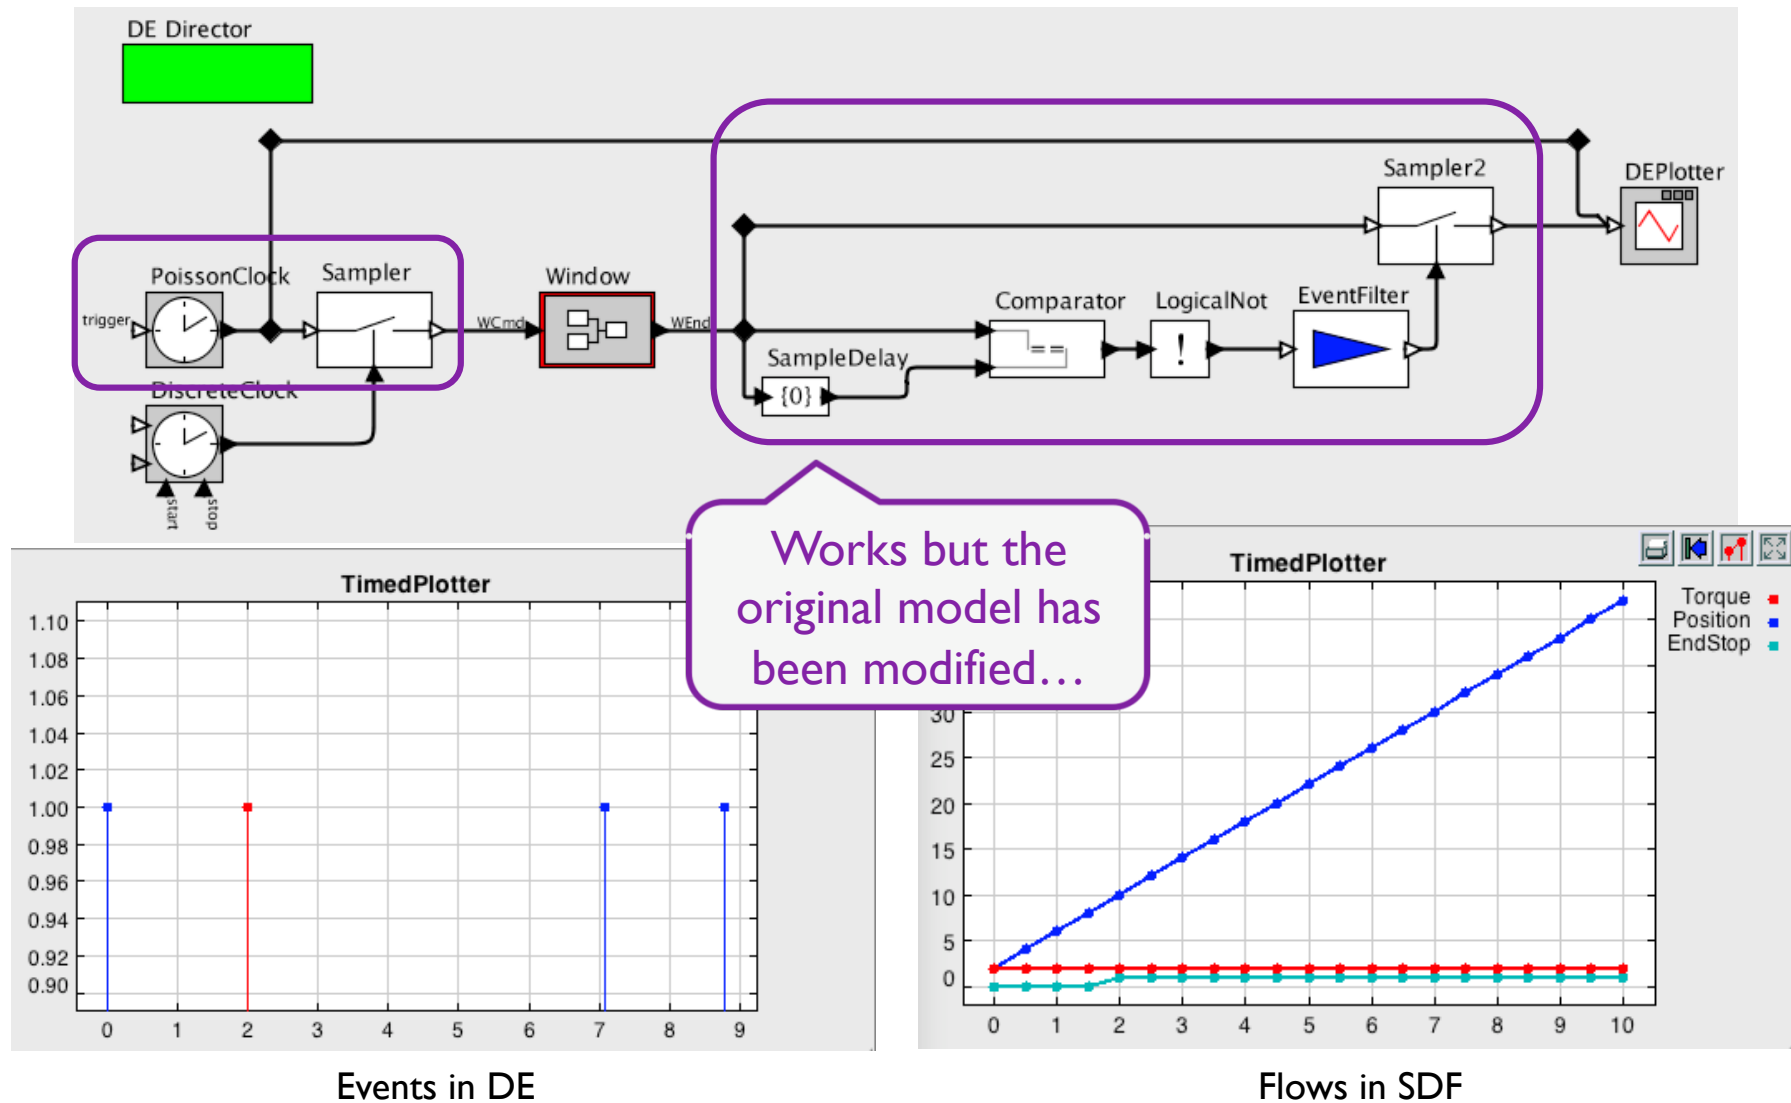 DE Director
Sampler2
DEPlotter
PoissonClock
Sampler
Window
Comparator
LogicalNot
EventFilter
trigger
WCmd
WEnd
==
!
SampleDelay
{0}
DiscreteClock
start
stop
Works but the
original model has
been modified…
TimedPlotter
1.10
1.08
1.06
1.04
1.02
1.00
0.98
0.96
0.94
0.92
0.90
0 1 2 3 4 5 6 7 8 9
TimedPlotter
Torque
Position
EndStop
30
25
20
15
10
5
0
0 1 2 3 4 5 6 7 8 9 10
Events in DE
Flows in SDF